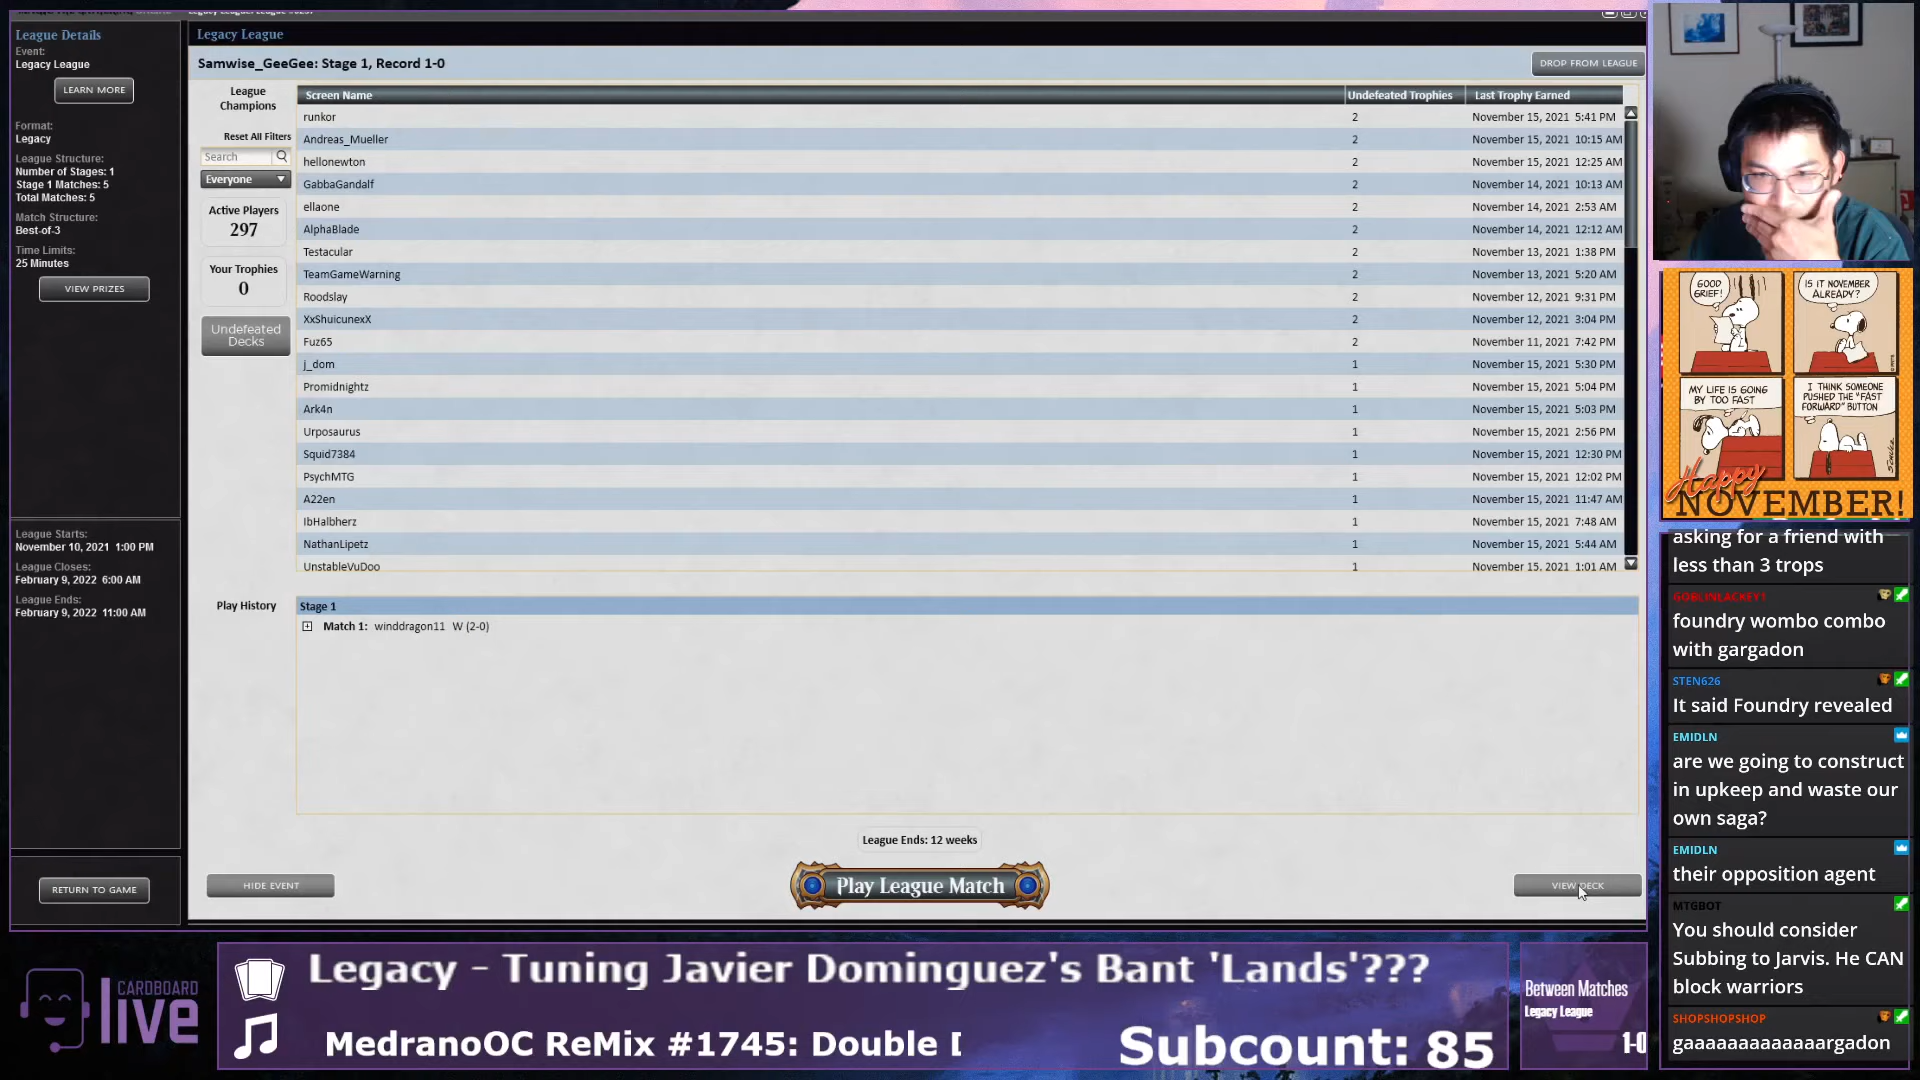 League Details
Event:
Legacy League
LEARN MORE
Format:
Legacy
League Structure:
Number of Stages: 1
Stage 1 Matches: 5
Total Matches: 5
Match Structure:
Best-of-3
Time Limits:
25 Minutes
VIEW PRIZES
League Starts:
November 10, 2021 1:00 PM
League Closes:
February 9, 2022 6:00 AM
League Ends:
February 9, 2022 11:00 AM
RETURN TO GAME
Legacy League
Samwise_GeeGee: Stage 1, Record 1-0
DROP FROM LEAGUE
League
Champions
Reset All Filters
Search
Everyone
Active Players
297
Your Trophies
0
Undefeated
Decks
Screen Name Undefeated Trophies Last Trophy Earned
runkor 2 November 15, 2021 5:41 PM
Andreas_Mueller 2 November 15, 2021 10:15 AM
hellonewton 2 November 15, 2021 12:25 AM
GabbaGandalf 2 November 14, 2021 10:13 AM
ellaone 2 November 14, 2021 2:53 AM
AlphaBlade 2 November 14, 2021 12:12 AM
Testacular 2 November 13, 2021 1:38 PM
TeamGameWarning 2 November 13, 2021 5:20 AM
Roodslay 2 November 12, 2021 9:31 PM
XxShuicunexX 2 November 12, 2021 3:04 PM
Fuz65 2 November 11, 2021 7:42 PM
j_dom 1 November 15, 2021 5:30 PM
Promidnightz 1 November 15, 2021 5:04 PM
Ark4n 1 November 15, 2021 5:03 PM
Urposaurus 1 November 15, 2021 2:56 PM
Squid7384 1 November 15, 2021 12:30 PM
PsychMTG 1 November 15, 2021 12:02 PM
A22en 1 November 15, 2021 11:47 AM
IbHalbherz 1 November 15, 2021 7:48 AM
NathanLipetz 1 November 15, 2021 5:44 AM
UnstableVuDoo 1 November 15, 2021 1:01 AM
Play History
Stage 1
Match 1: winddragon11 W (2-0)
League Ends: 12 weeks
HIDE EVENT
Play League Match
VIEW DECK
GOOD GRIEF!
IS IT NOVEMBER ALREADY?
MY LIFE IS GOING BY TOO FAST
I THINK SOMEONE PUSHED THE "FAST FORWARD" BUTTON
Happy
NOVEMBER!
asking for a friend with
less than 3 trops
GOBLINLACKEY1
foundry wombo combo
with gargadon
STEN626
It said Foundry revealed
EMIDLN
are we going to construct
in upkeep and waste our
own saga?
EMIDLN
their opposition agent
MTGBOT
You should consider
Subbing to Jarvis. He CAN
block warriors
SHOPSHOPSHOP
gaaaaaaaaaaaaargadon
CARDBOARD
live
Legacy - Tuning Javier Dominguez's Bant 'Lands'???
MedranoOC ReMix #1745: Double
Subcount: 85
Between Matches
Legacy League
1-0